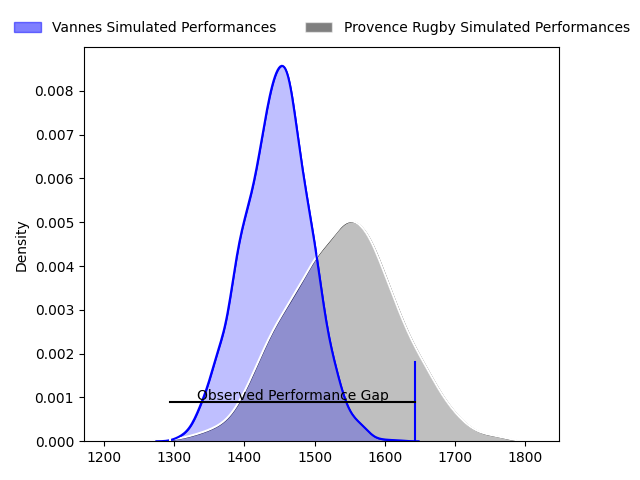 Vannes Simulated Performances
Provence Rugby Simulated Performances
0.008
0.007
0.006
0.005
0.004
0.003
0.002
0.001
0.000
Density
Observed Performance Gap
1200 1300 1400 1500 1600 1700 1800